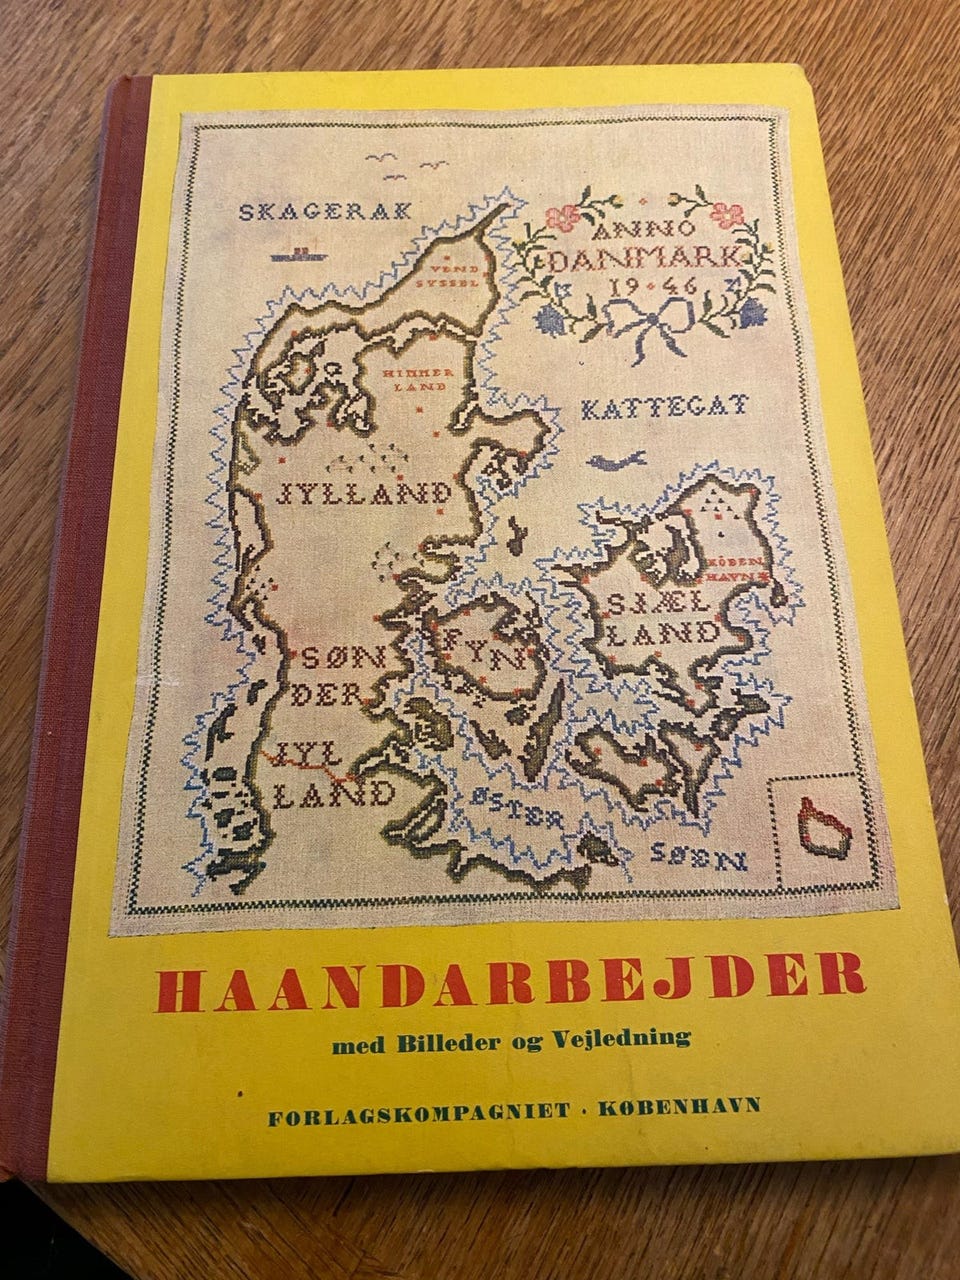 SKAGERAK
ANNO
DANMARK
19·46
VEND
SYSSEL
HIMMER
LAND
KATTEGAT
JYLLAND
KØBEN
HAVN
SJÆL
LAND
FYN
SØN
DER
JYL
LAND
ØSTER
SØEN
HAANDARBEJDER
med Billeder og Vejledning
FORLAGSKOMPAGNIET · KØBENHAVN